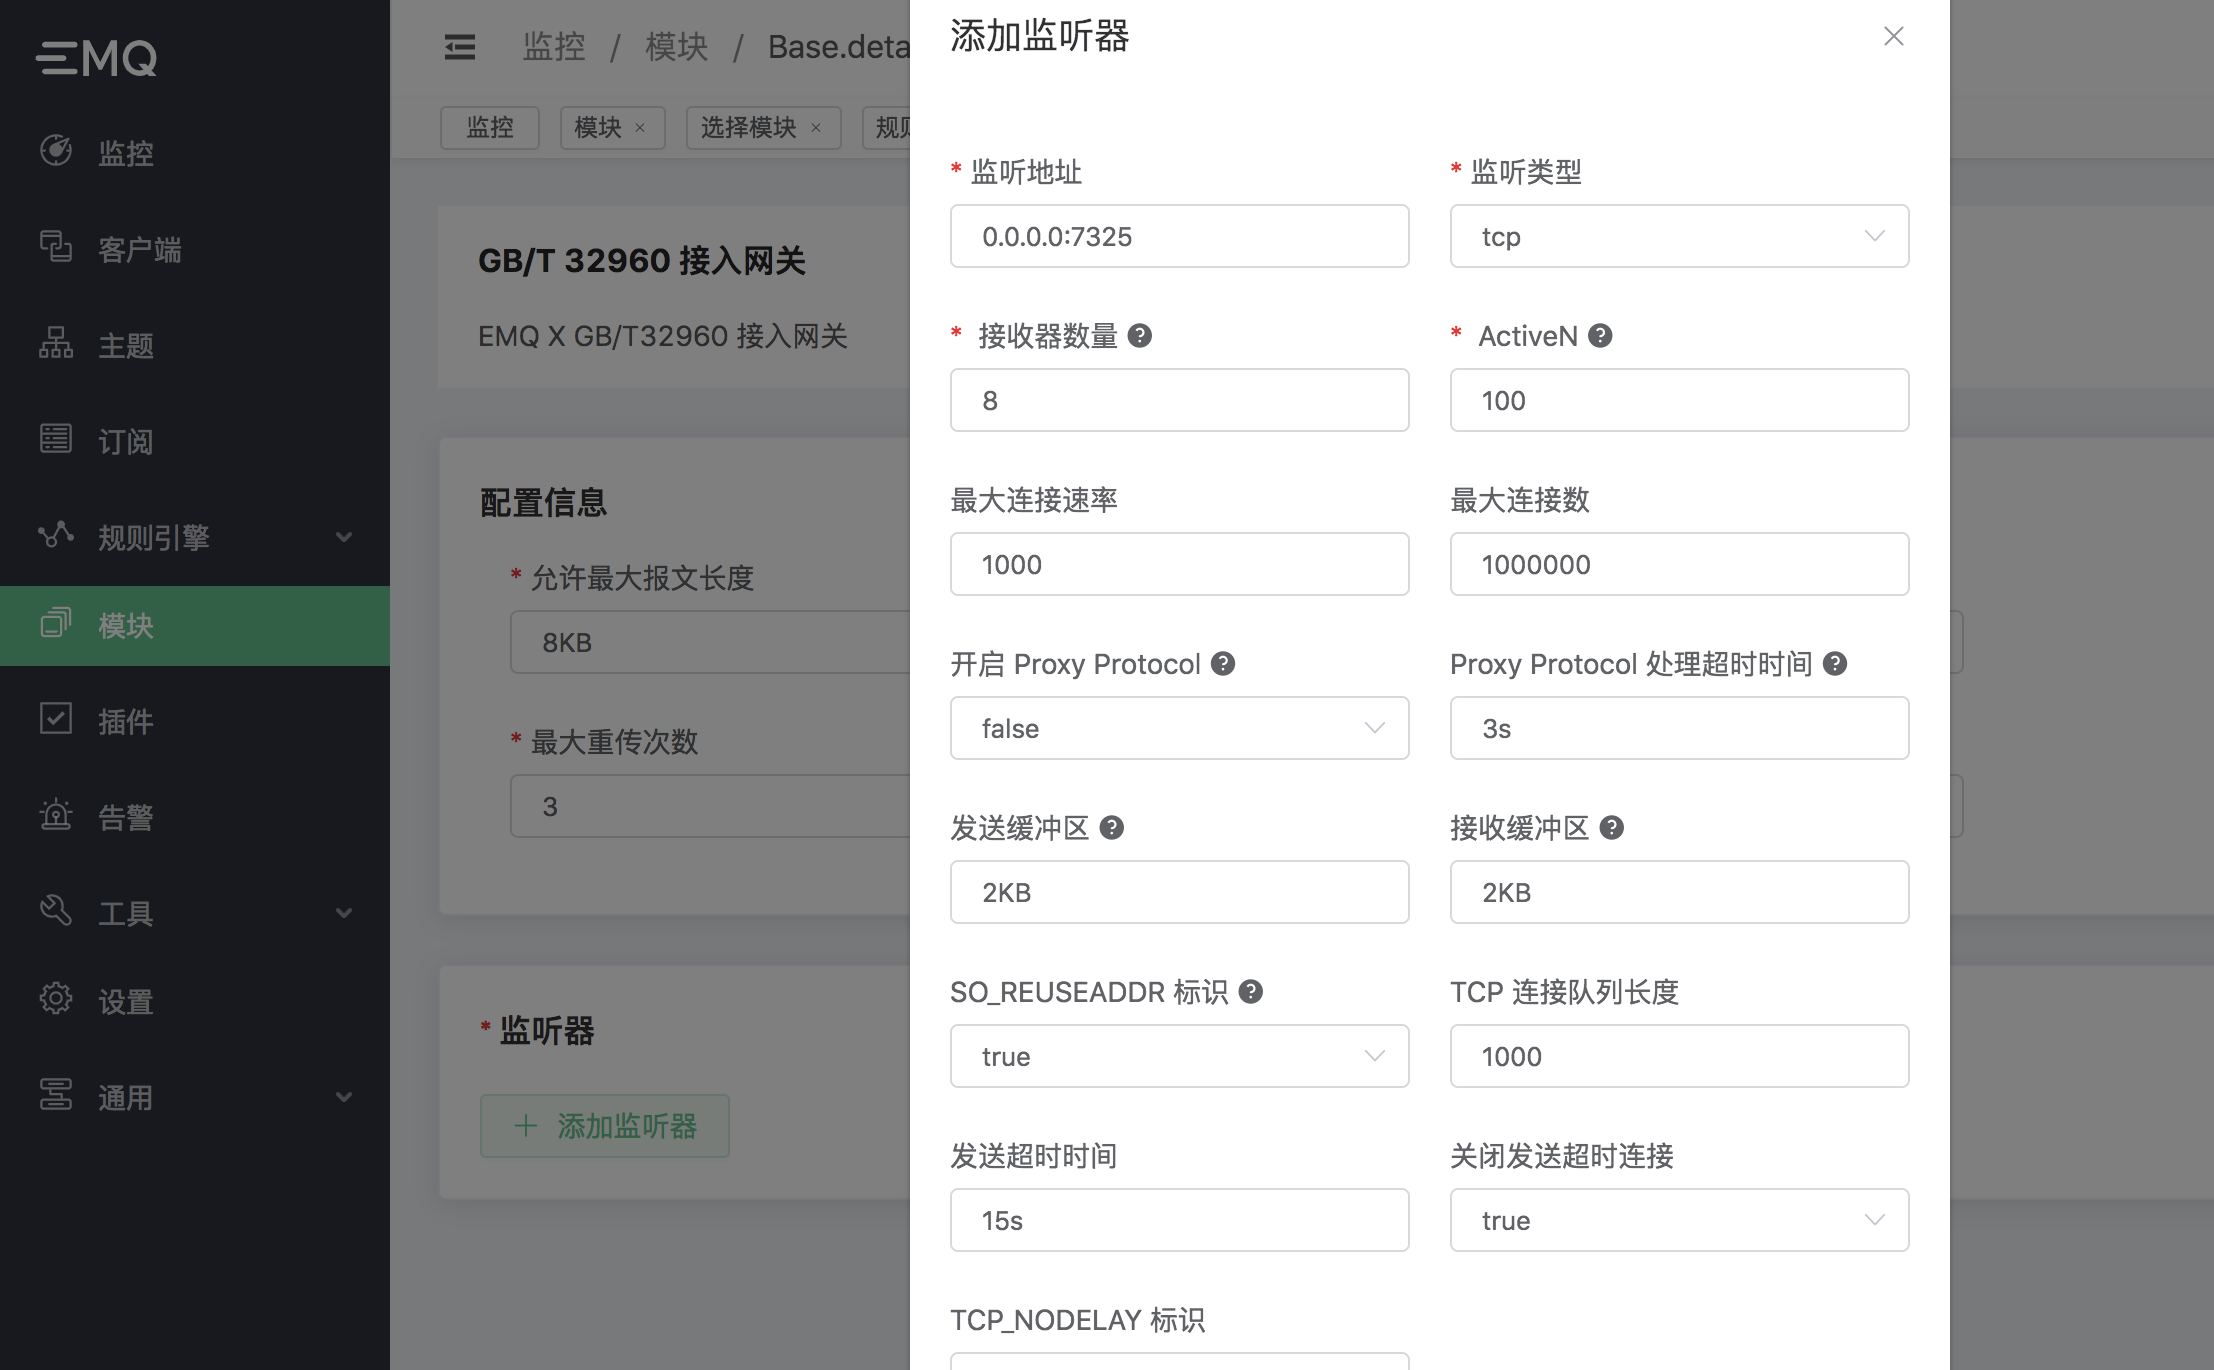 EMQ
监控
客户端
主题
订阅
规则引擎
模块
插件
告警
工具
设置
通用
监控 / 模块 / Base.deta
监控
模块 ×
选择模块 ×
规则
GB/T 32960 接入网关
EMQ X GB/T32960 接入网关
配置信息
* 允许最大报文长度
8KB
* 最大重传次数
3
* 监听器
+ 添加监听器
添加监听器
* 监听地址
0.0.0.0:7325
* 监听类型
tcp
* 接收器数量 ?
8
* ActiveN ?
100
最大连接速率
1000
最大连接数
1000000
开启 Proxy Protocol ?
false
Proxy Protocol 处理超时时间 ?
3s
发送缓冲区 ?
2KB
接收缓冲区 ?
2KB
SO_REUSEADDR 标识 ?
true
TCP 连接队列长度
1000
发送超时时间
15s
关闭发送超时连接
true
TCP_NODELAY 标识